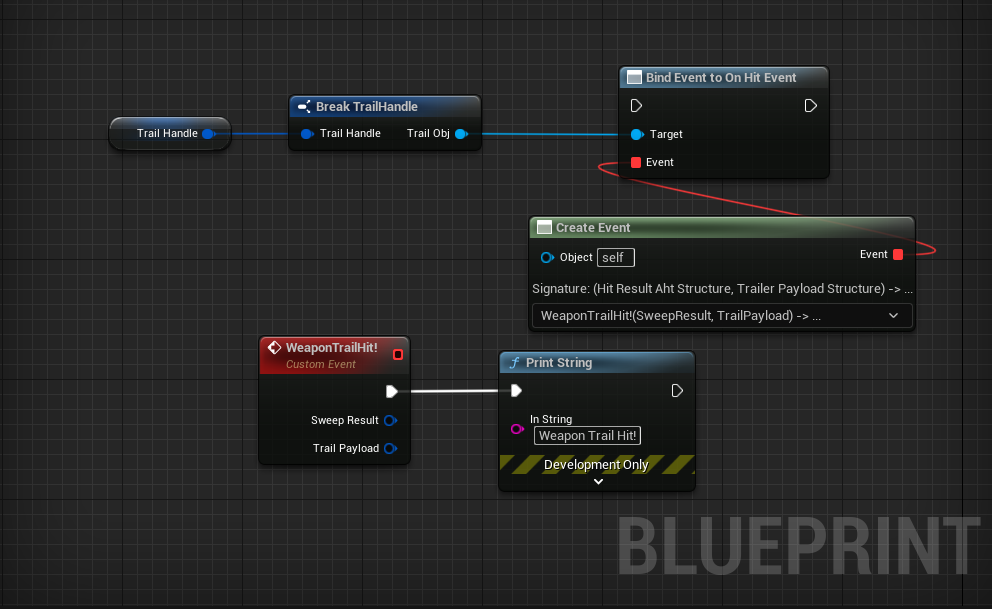 Bind Event to On Hit Event
Break TrailHandle
Trail Handle
Trail Handle
Trail Obj
Target
Event
Create Event
Object self
Event
Signature: (Hit Result Aht Structure, Trailer Payload Structure) -> ...
WeaponTrailHit!(SweepResult, TrailPayload) -> ...
WeaponTrailHit!
Custom Event
Sweep Result
Trail Payload
Print String
In String
Weapon Trail Hit!
Development Only
BLUEPRINT